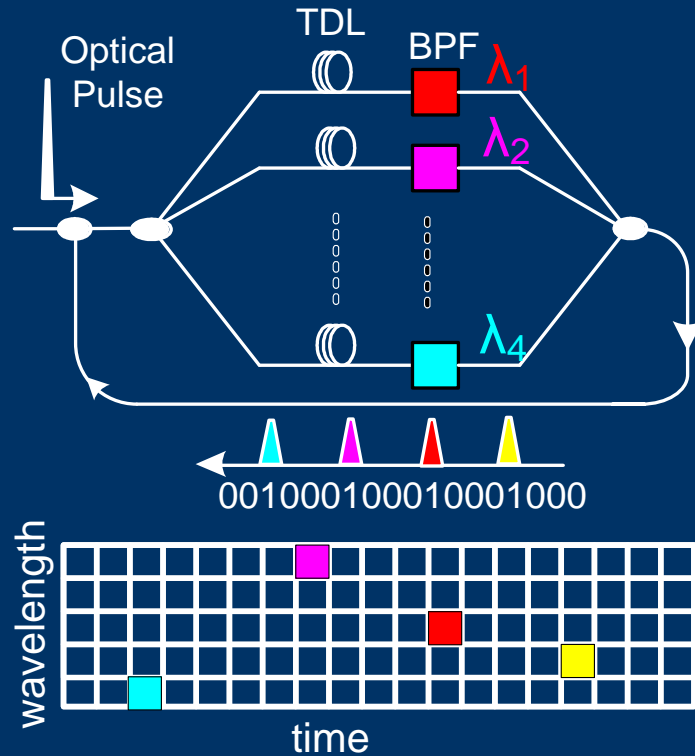 TDL
BPF
Optical
Pulse
λ1
λ2
λ4
001000100010001000
wavelength
time